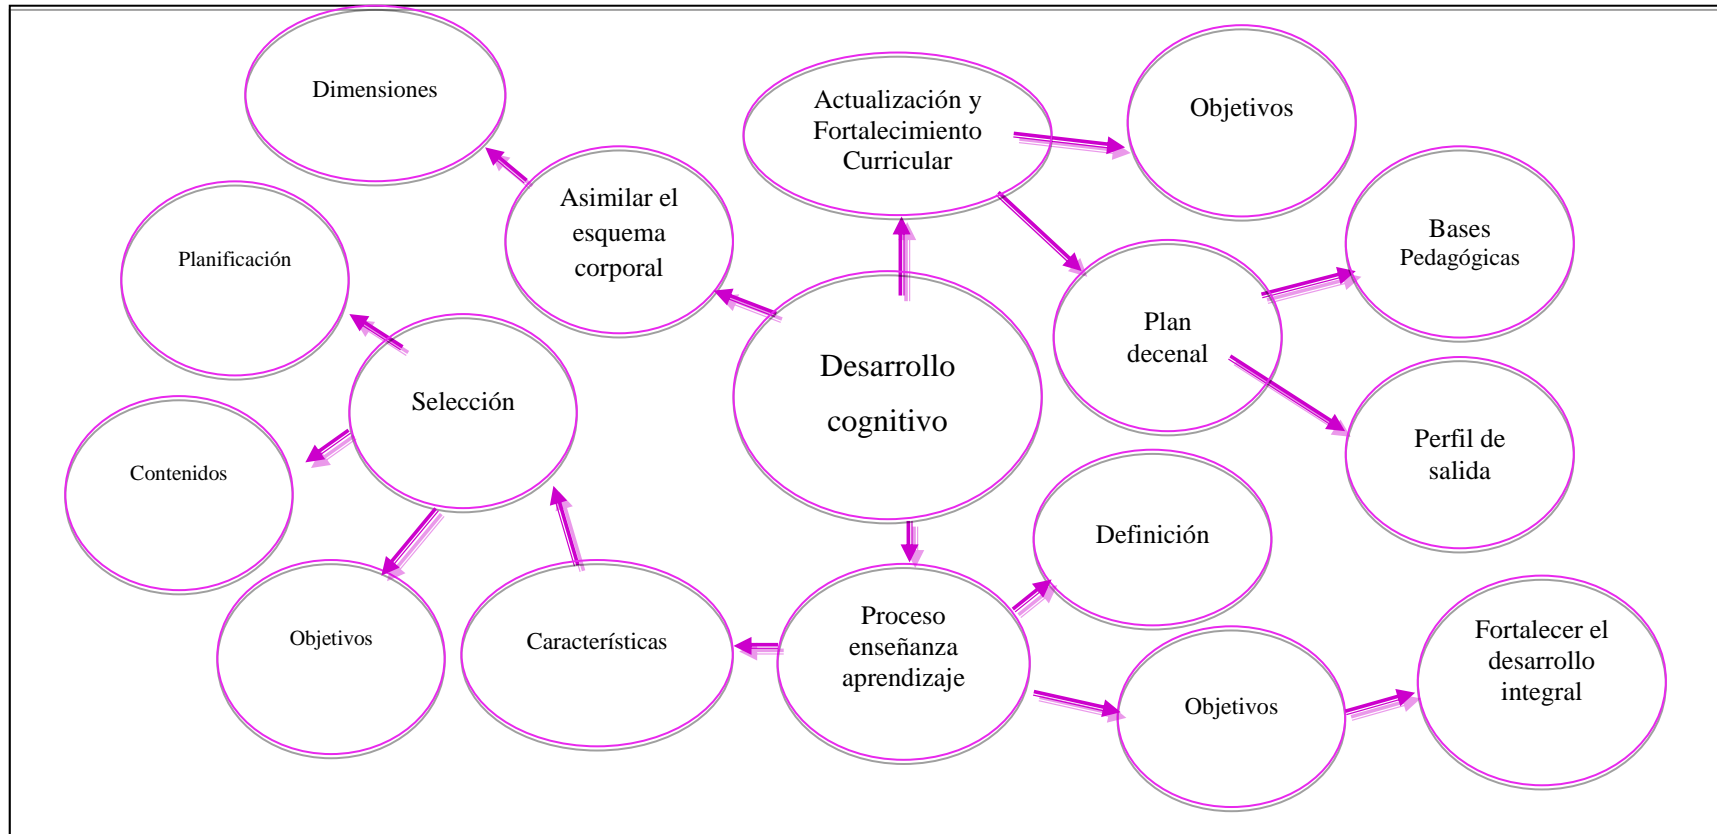 Dimensiones
Actualización y
Fortalecimiento
Curricular
Objetivos
Asimilar el
esquema
corporal
Planificación
Bases
Pedagógicas
Plan
decenal
Desarrollo
cognitivo
Selección
Contenidos
Perfil de
salida
Definición
Objetivos
Características
Proceso
enseñanza
aprendizaje
Objetivos
Fortalecer el
desarrollo
integral